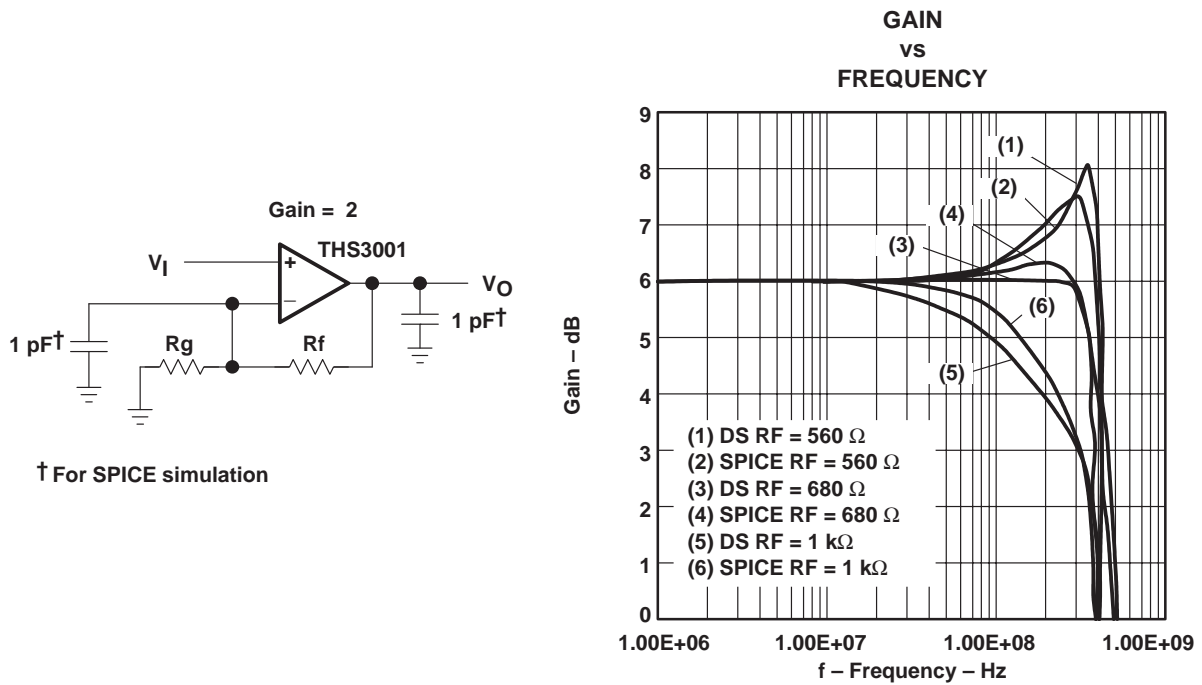 GAIN
vs
FREQUENCY
Gain = 2
THS3001
VI
+
–
VO
1 pF†
1 pF†
Rg
Rf
† For SPICE simulation
Gain – dB
9
8
7
6
5
4
3
2
1
0
(1)
(2)
(4)
(3)
(6)
(5)
(1) DS RF = 560 Ω
(2) SPICE RF = 560 Ω
(3) DS RF = 680 Ω
(4) SPICE RF = 680 Ω
(5) DS RF = 1 kΩ
(6) SPICE RF = 1 kΩ
1.00E+06 1.00E+07 1.00E+08 1.00E+09
f – Frequency – Hz